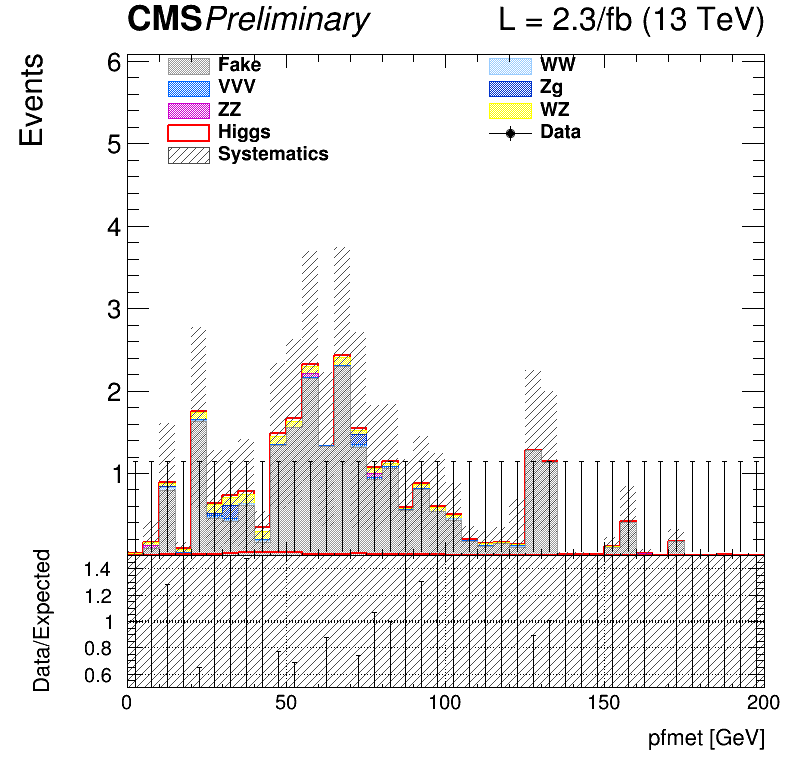 CMS Preliminary L = 2.3/fb (13 TeV)
Events
6
5
4
3
2
1
Fake WW
VVV Zg
ZZ WZ
Higgs Data
Systematics
Data/Expected
1.4
1.2
1
0.8
0.6
0 50 100 150 200
pfmet [GeV]